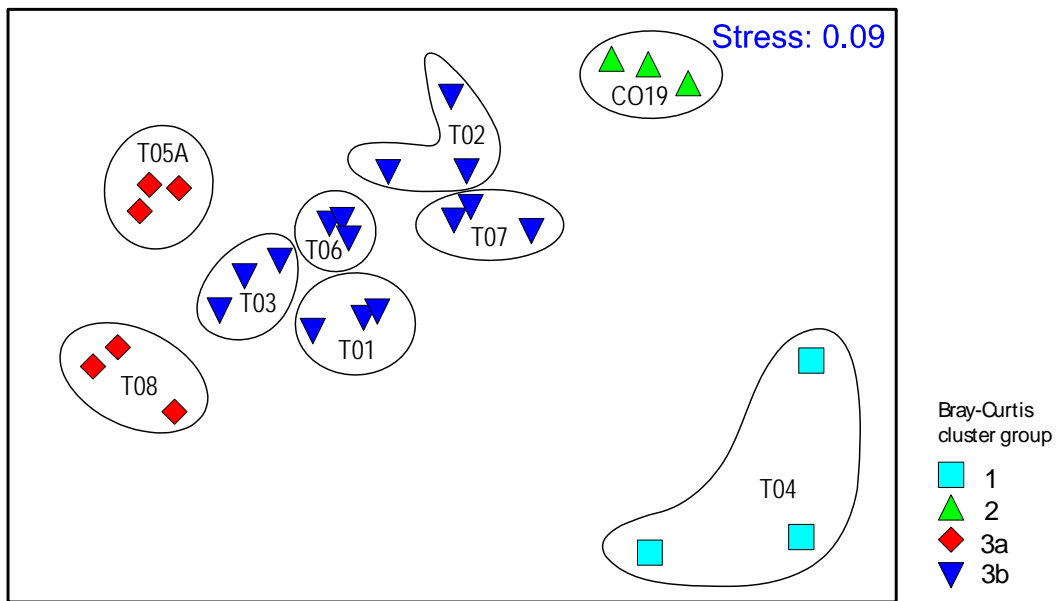 Stress: 0.09
CO19
T02
T05A
T07
T06
T03
T01
T08
T04
Bray-Curtis
cluster group
1
2
3a
3b